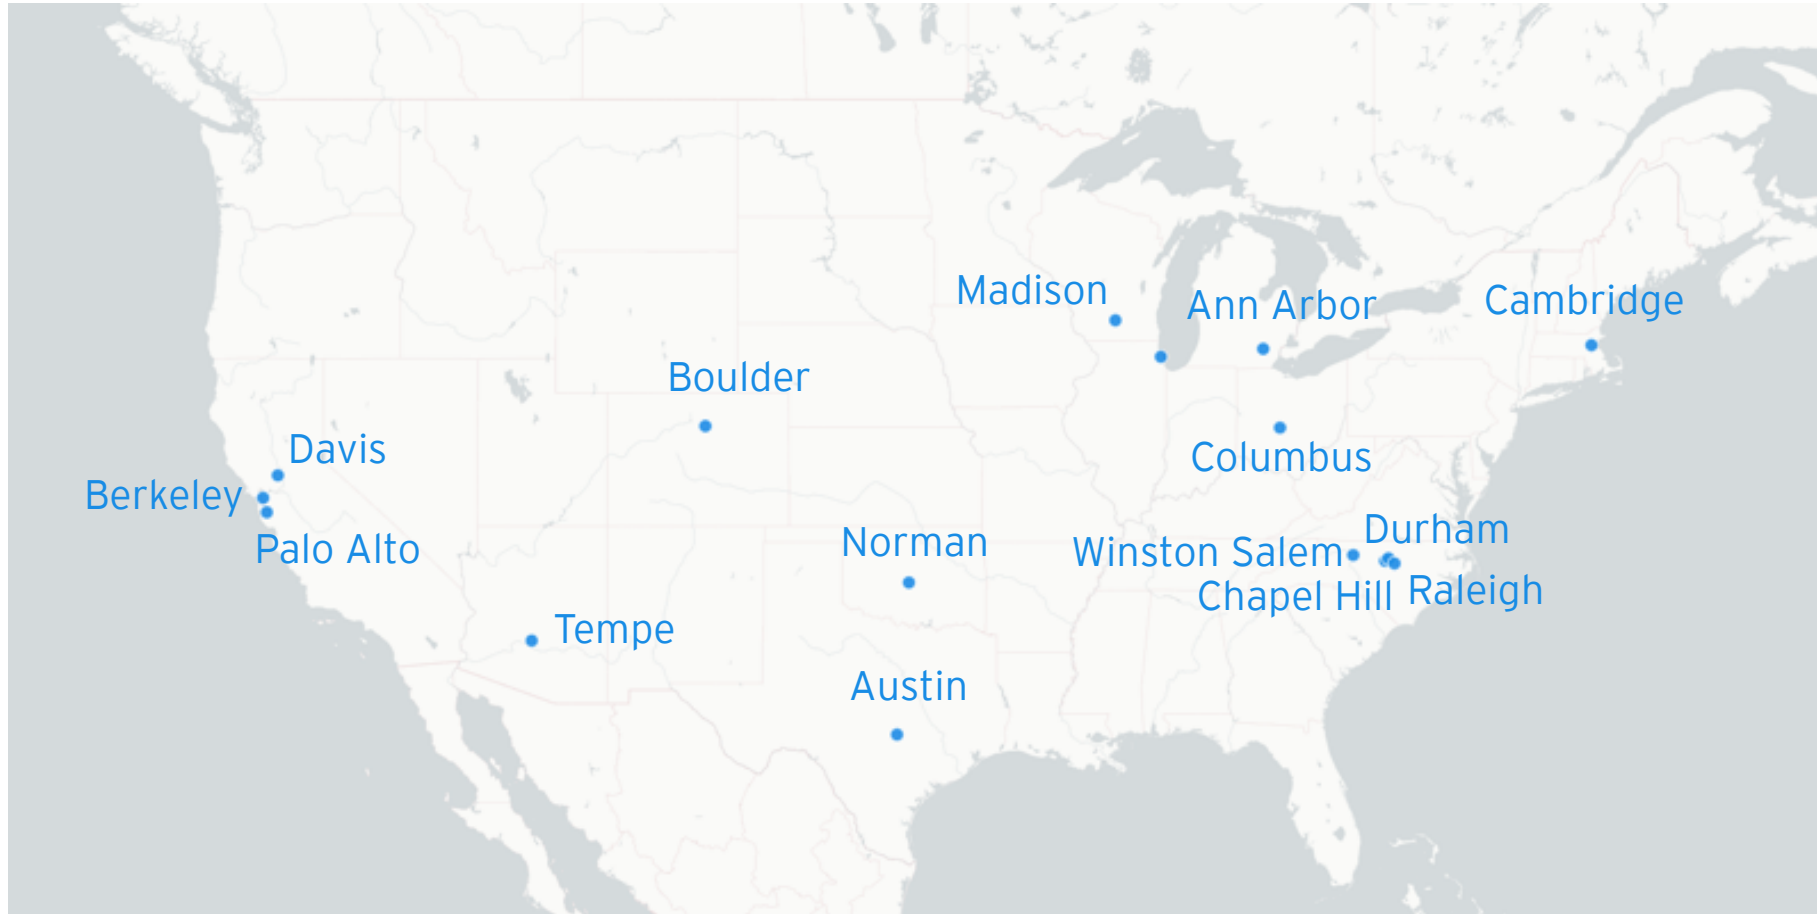 Madison
Ann Arbor
Cambridge
Boulder
Davis
Columbus
Berkeley
Palo Alto
Norman
Winston Salem
Durham
Chapel Hill
Raleigh
Tempe
Austin